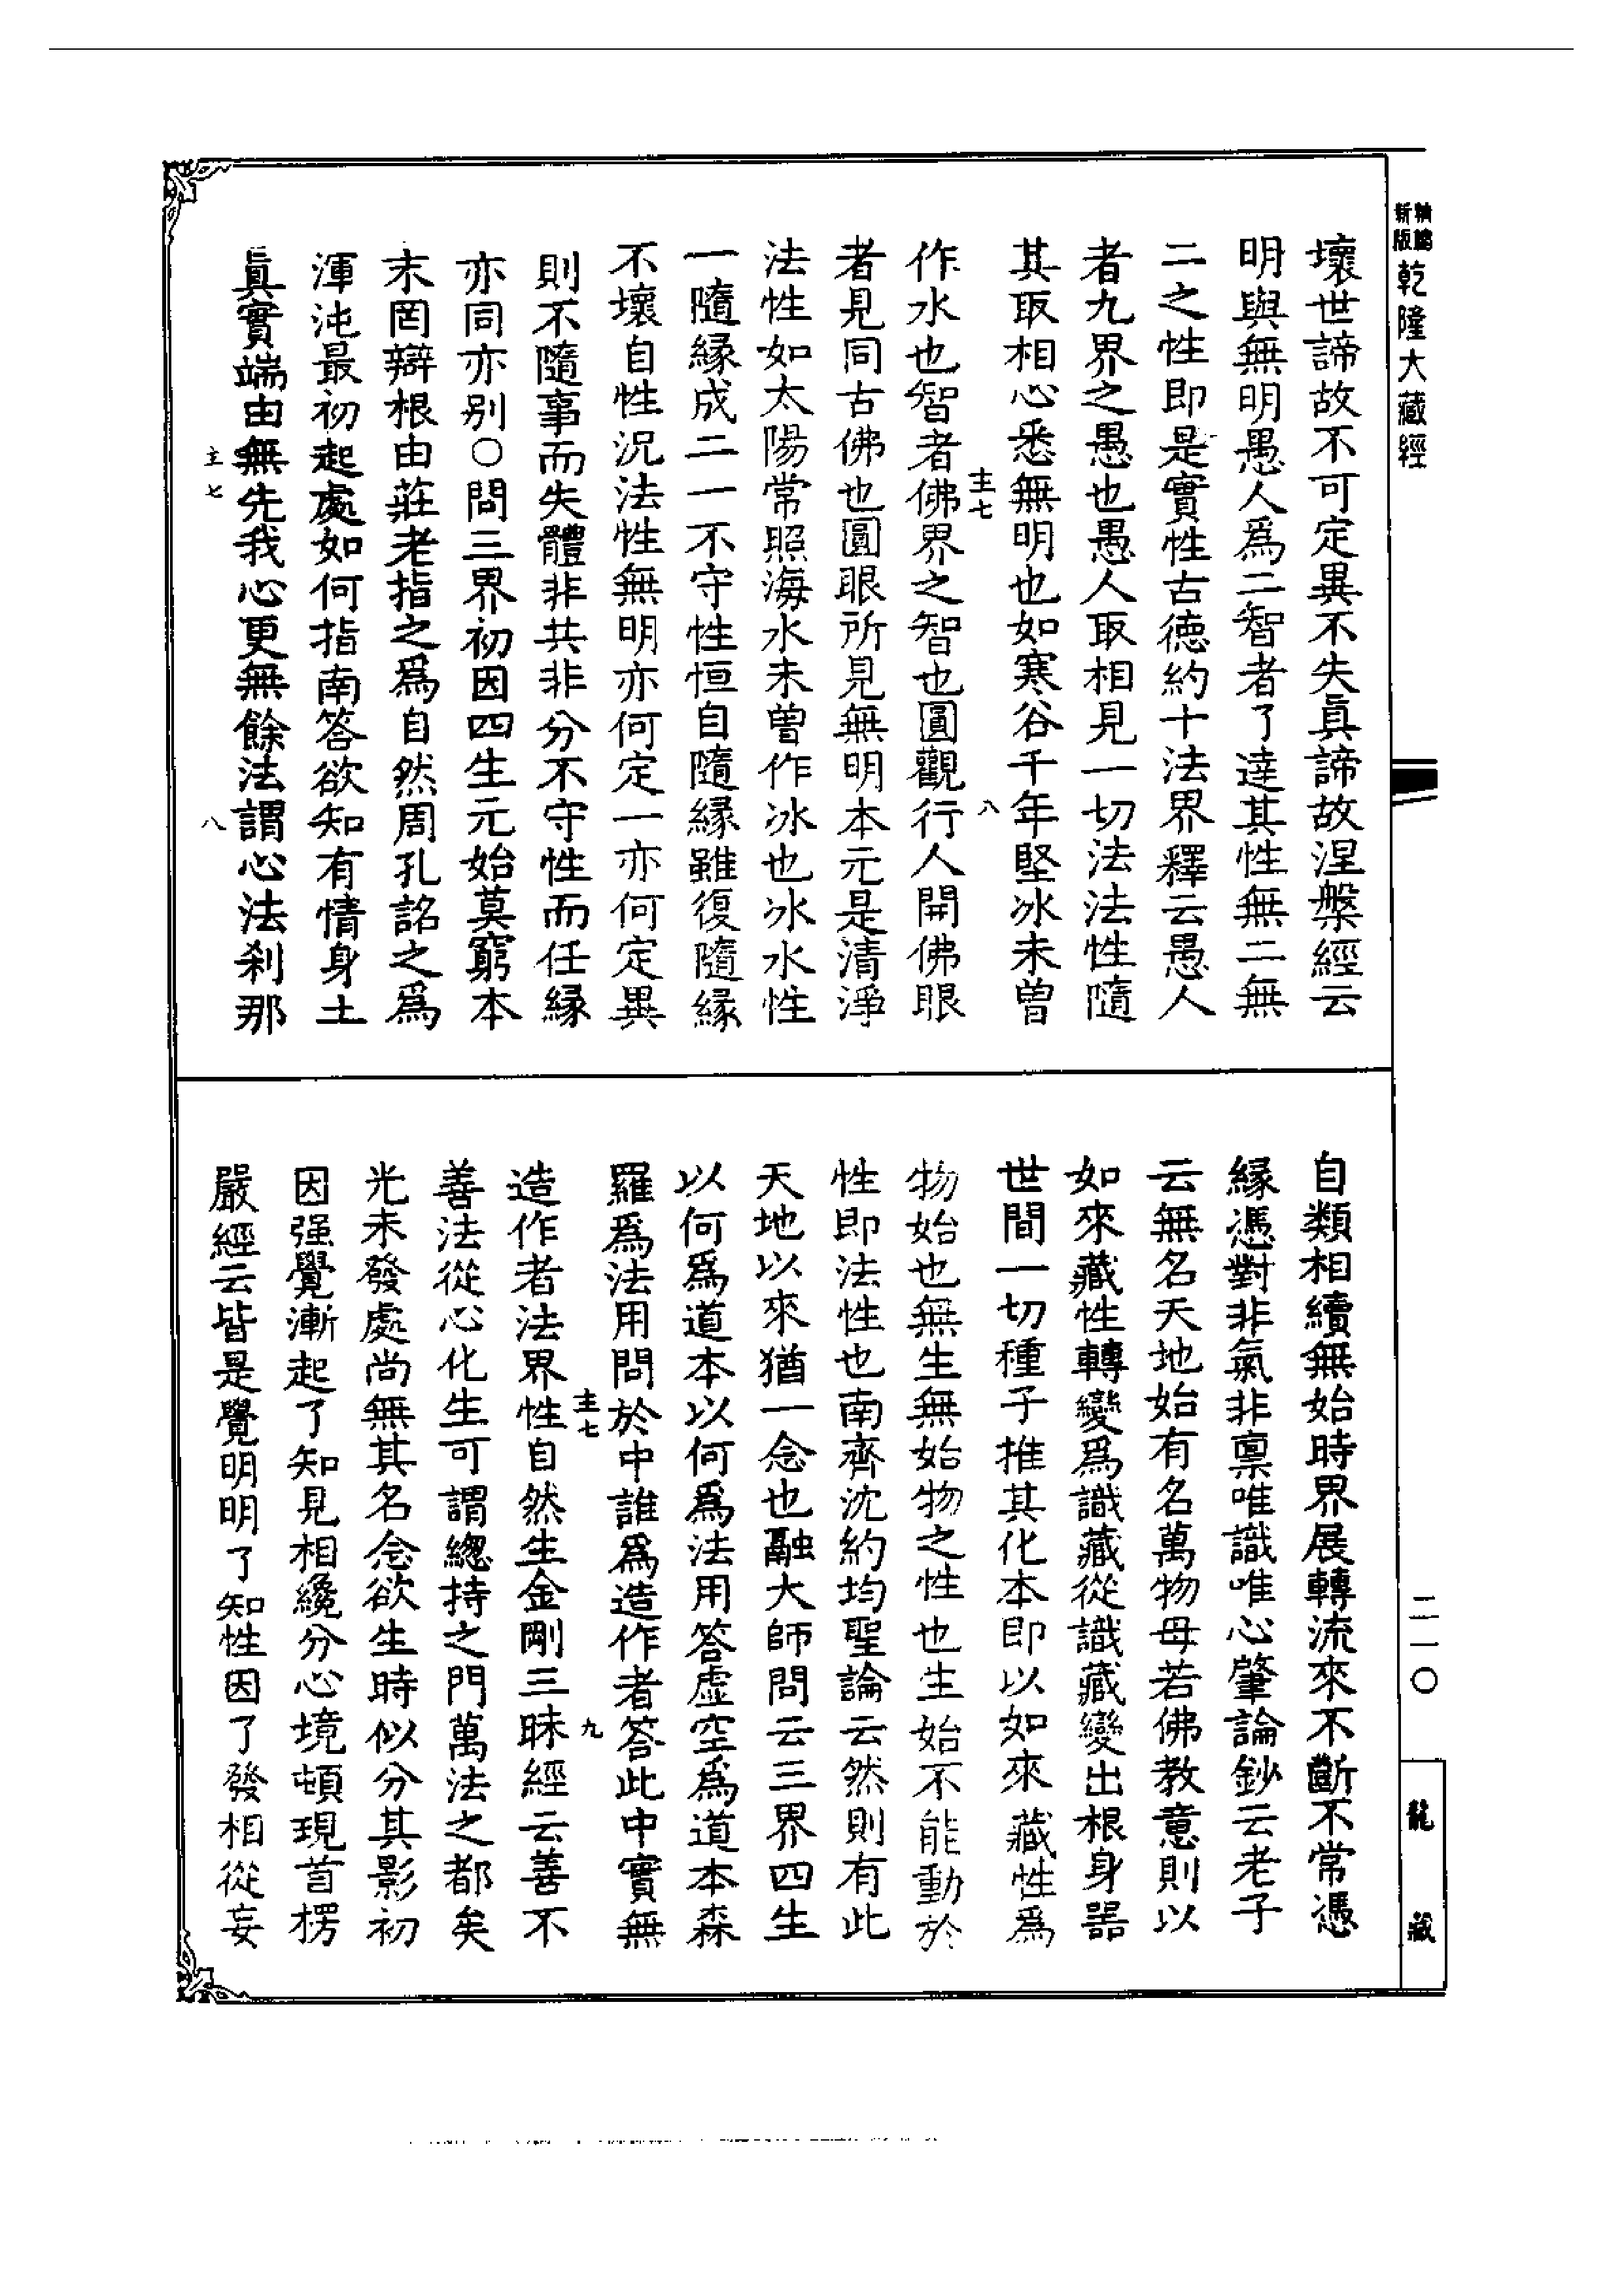 新版精縮乾隆大藏經
二一〇
龍藏
壞世諦故不可定異不失眞諦故涅槃經云
明與無明愚人爲二智者了達其性無二無
二之性即是實性古德約十法界釋云愚人
者九界之愚也愚人取相見一切法法性隨
其取相心悉無明也如寒谷千年堅冰未曾
主七
八
作水也智者佛界之智也圓觀行人開佛眼
者見同古佛也圓眼所見無明本元是清淨
法性如太陽常照海水未曾作冰也冰水性
一隨縁成二一不守性恒自隨縁雖復隨縁
不壞自性況法性無明亦何定一亦何定異
則不隨事而失體非共非分不守性而任縁
亦同亦别〇問三界初因四生元始莫窮本
末罔辯根由莊老指之爲自然周孔詺之爲
渾沌最初起處如何指南答欲知有情身土
眞實端由無先我心更無餘法謂心法刹那
主七
八
自類相續無始時界展轉流來不斷不常憑
縁憑對非氣非稟唯識唯心肇論鈔云老子
云無名天地始有名萬物母若佛教意則以
如來藏性轉變爲識藏從識藏變出根身器
世間一切種子推其化本即以如來藏性爲
物始也無生無始物之性也生始不能動於
性即法性也南齊沈約均聖論云然則有此
天地以來猶一念也融大師問云三界四生
以何爲道本以何爲法用答虛空爲道本森
羅爲法用問於中誰爲造作者答此中實無
主七
九
造作者法界性自然生金剛三昧經云善不
善法從心化生可謂總持之門萬法之都矣
光未發處尚無其名念欲生時似分其影初
因强覺漸起了知見相纔分心境頓現首楞
嚴經云皆是覺明明了知性因了發相從妄